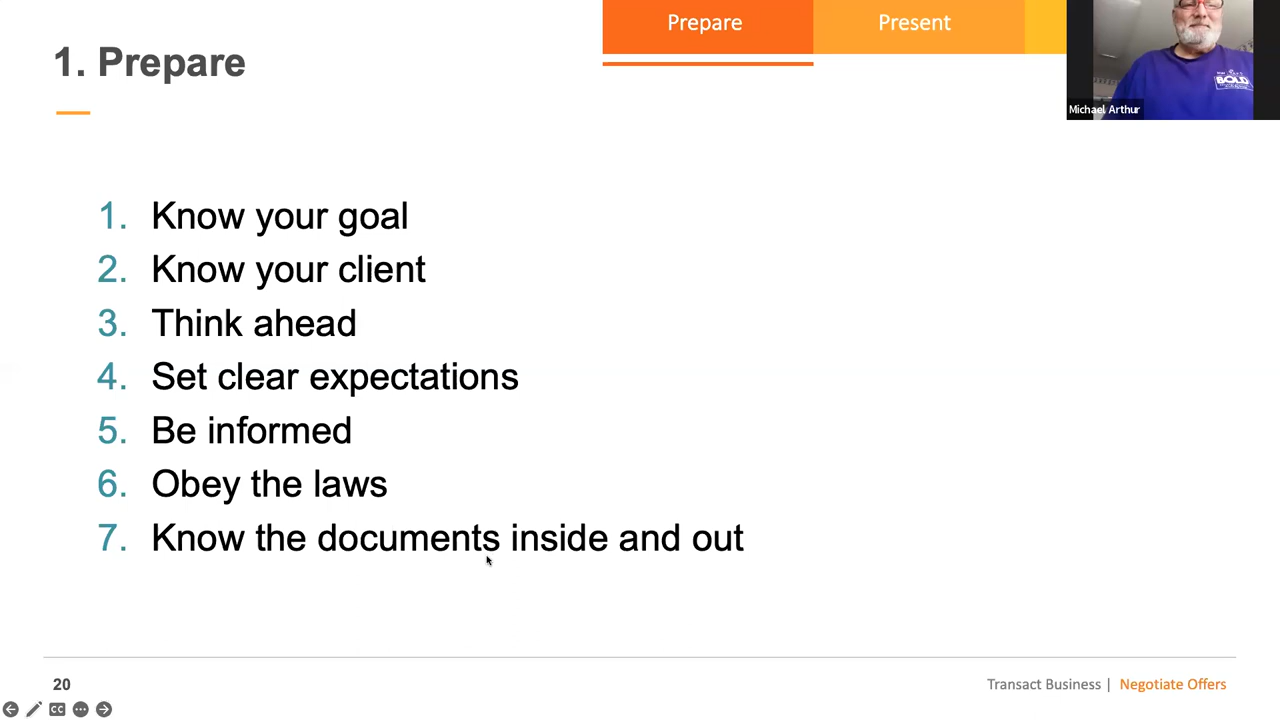 1. Prepare
Prepare
Present
BOLD
Michael Arthur
1. Know your goal
2. Know your client
3. Think ahead
4. Set clear expectations
5. Be informed
6. Obey the laws
7. Know the documents inside and out
20
Transact Business | Negotiate Offers
CC